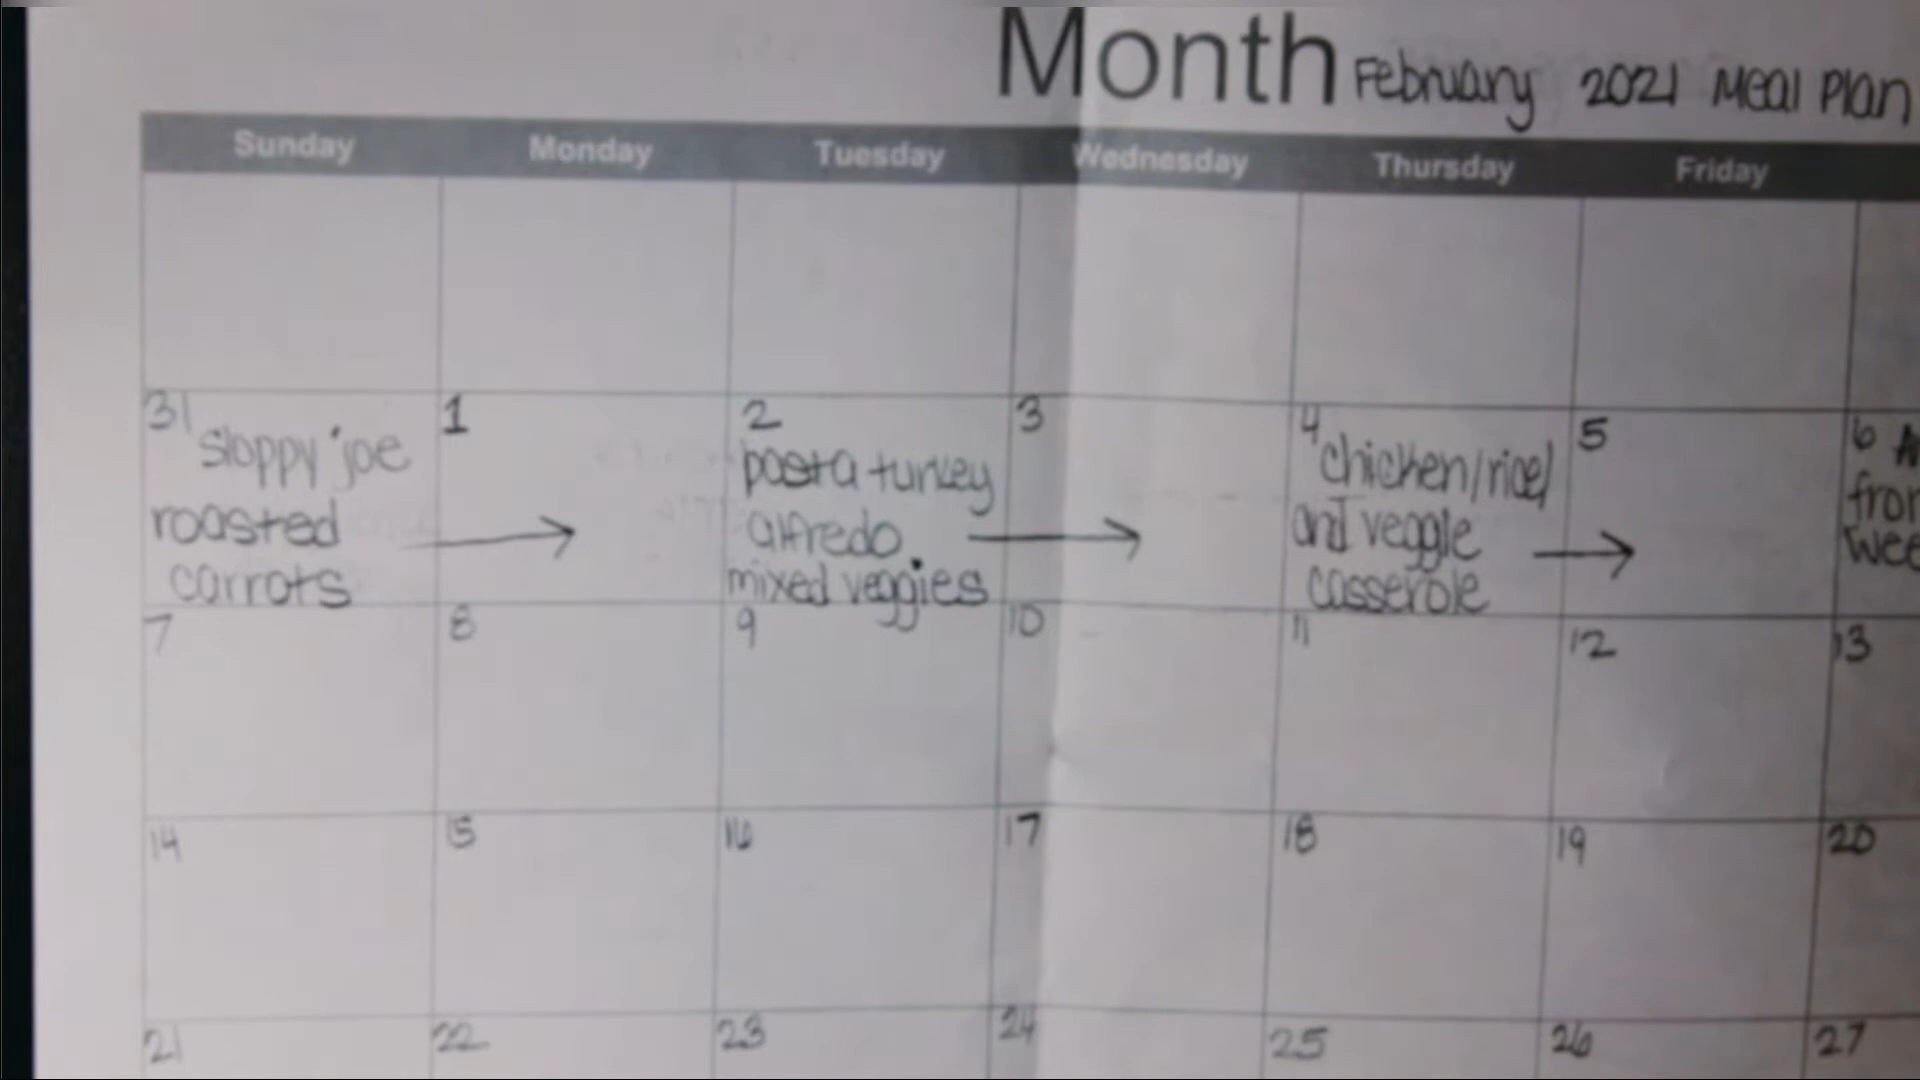 Month February 2021 Meal Plan
Sunday Monday Tuesday Wednesday Thursday Friday
31 1 2 3 4 5 6
sloppy joe
roasted
carrots
pasta turkey
alfredo
mixed veggies
chicken/rice/
and veggie
casserole
7 8 9 10 11 12 13
14 15 16 17 18 19 20
21 22 23 24 25 26 27